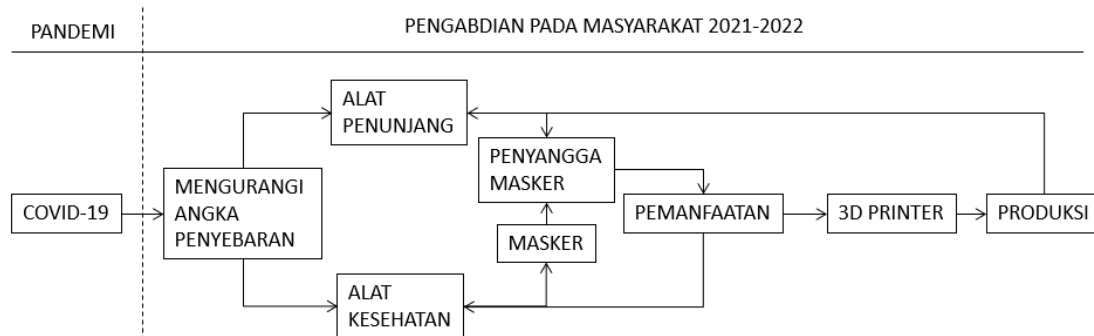 PANDEMI
PENGABDIAN PADA MASYARAKAT 2021-2022
COVID-19
MENGURANGI
ANGKA
PENYEBARAN
ALAT
PENUNJANG
ALAT
KESEHATAN
PENYANGGA
MASKER
MASKER
PEMANFAATAN
3D PRINTER
PRODUKSI